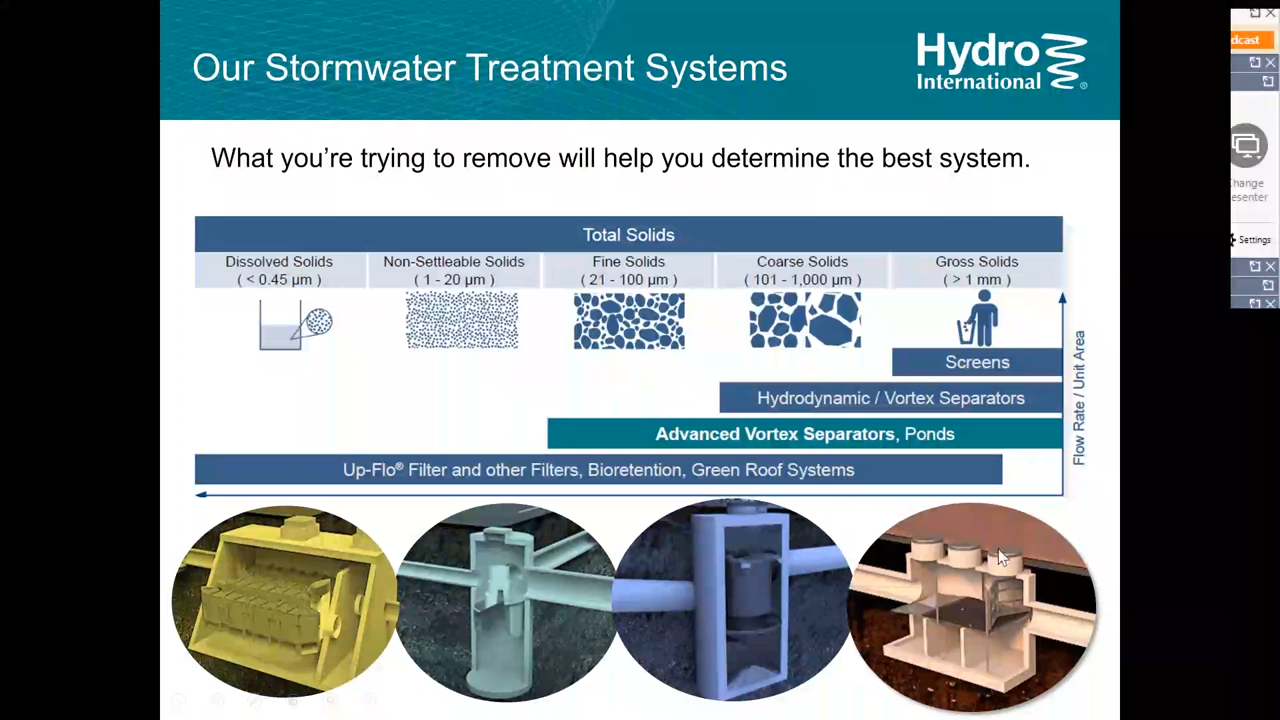 Our Stormwater Treatment Systems
Hydro
International
®
What you're trying to remove will help you determine the best system.
Total Solids
Dissolved Solids
( < 0.45 µm )
Non-Settleable Solids
( 1 - 20 µm )
Fine Solids
( 21 - 100 µm )
Coarse Solids
( 101 - 1,000 µm )
Gross Solids
( > 1 mm )
Screens
Hydrodynamic / Vortex Separators
Advanced Vortex Separators, Ponds
Up-Flo® Filter and other Filters, Bioretention, Green Roof Systems
Flow Rate / Unit Area
dcast
hange
esenter
Settings